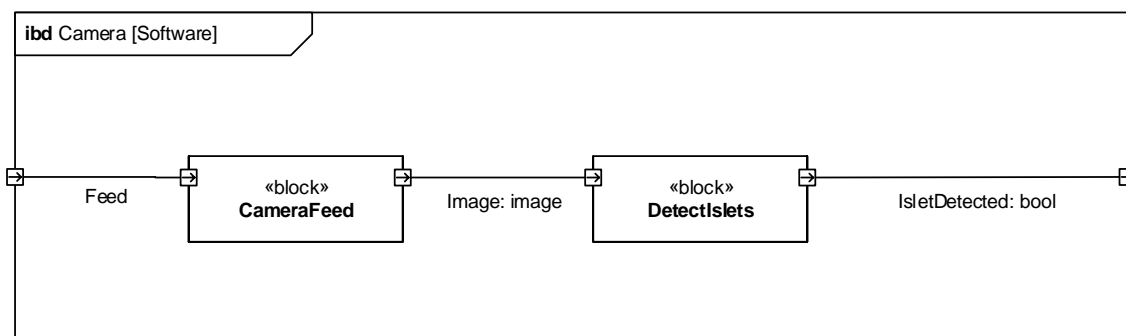 ibd Camera [Software]
Feed
«block»
CameraFeed
Image: image
«block»
DetectIslets
IsletDetected: bool